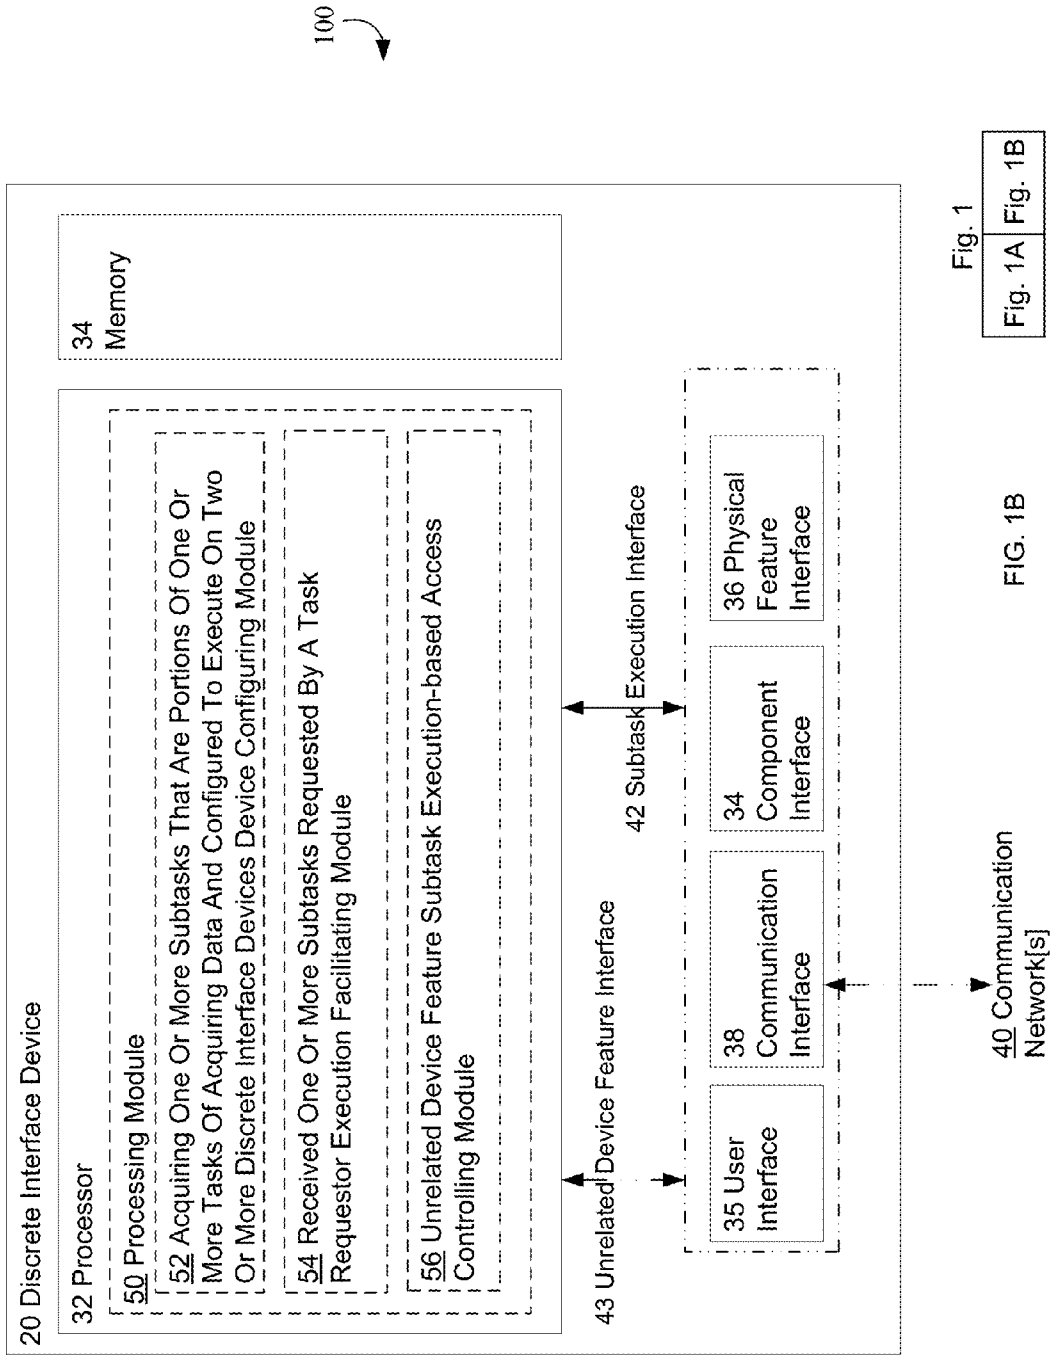 100
20 Discrete Interface Device
32 Processor
50 Processing Module
52 Acquiring One Or More Subtasks That Are Portions Of One Or
More Tasks Of Acquiring Data And Configured To Execute On Two
Or More Discrete Interface Devices Device Configuring Module
54 Received One Or More Subtasks Requested By A Task
Requestor Execution Facilitating Module
56 Unrelated Device Feature Subtask Execution-based Access
Controlling Module
34
Memory
43 Unrelated Device Feature Interface
42 Subtask Execution Interface
35 User
Interface
38
Communication
Interface
34
Component
Interface
36 Physical
Feature
Interface
40 Communication
Network[s]
FIG. 1B
Fig. 1
Fig. 1A
Fig. 1B